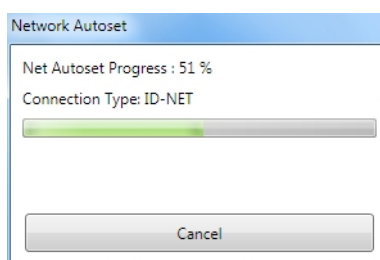 Network Autoset
Net Autoset Progress : 51 %
Connection Type: ID-NET
Cancel